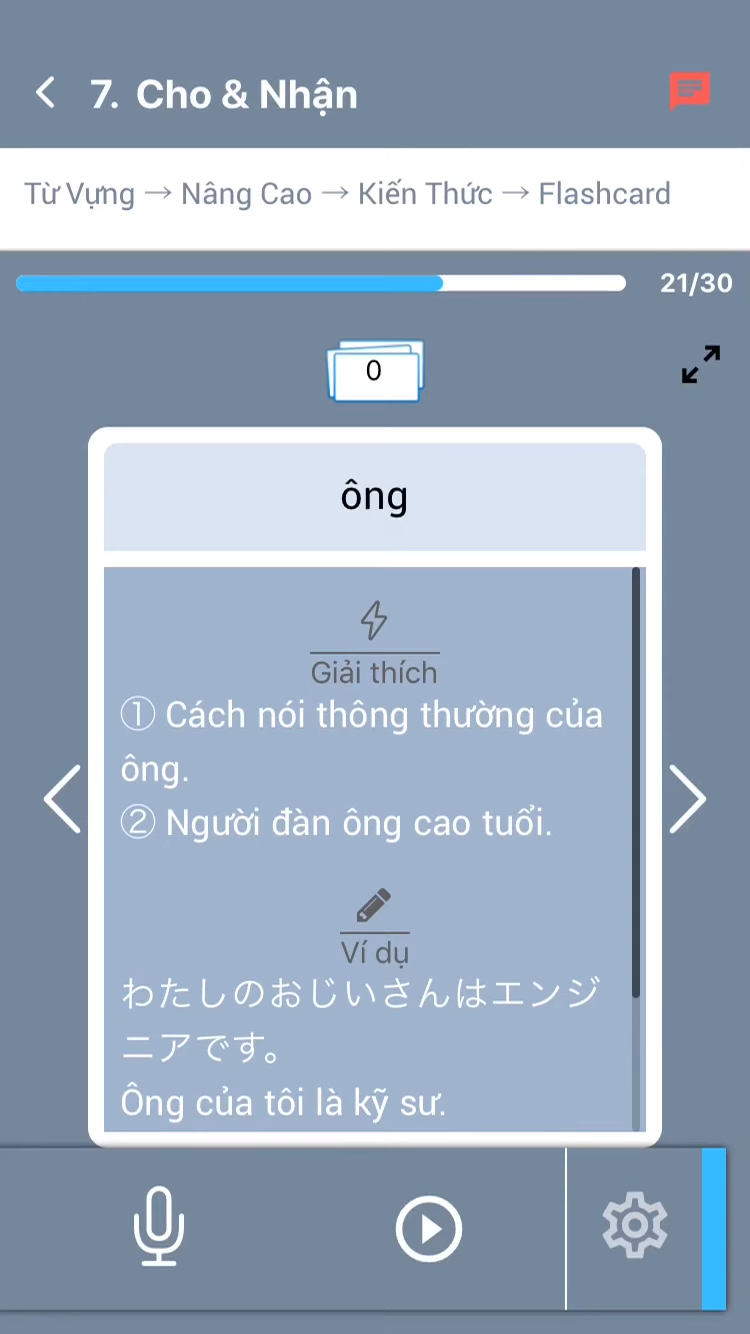 7. Cho & Nhận
Từ Vựng → Nâng Cao → Kiến Thức → Flashcard
21/30
0
ông
Giải thích
① Cách nói thông thường của
ông.
② Người đàn ông cao tuổi.
Ví dụ
わたしのおじいさんはエンジ
ニアです。
Ông của tôi là kỹ sư.